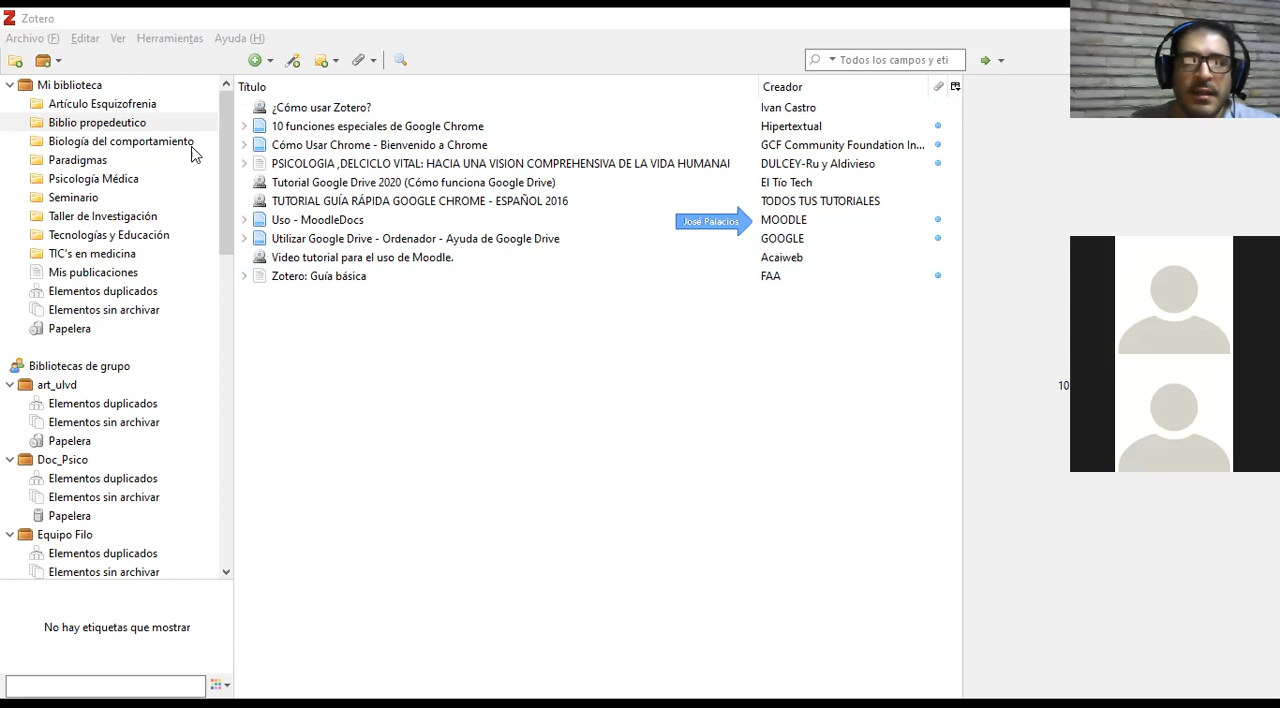 Zotero
Archivo (F) Editar Ver Herramientas Ayuda (H)
Todos los campos y eti
Mi biblioteca
Artículo Esquizofrenia
Biblio propedeutico
Biología del comportamiento
Paradigmas
Psicología Médica
Seminario
Taller de Investigación
Tecnologías y Educación
TIC's en medicina
Mis publicaciones
Elementos duplicados
Elementos sin archivar
Papelera
Bibliotecas de grupo
art_ulvd
Elementos duplicados
Elementos sin archivar
Papelera
Doc_Psico
Elementos duplicados
Elementos sin archivar
Papelera
Equipo Filo
Elementos duplicados
Elementos sin archivar
No hay etiquetas que mostrar
Título Creador
¿Cómo usar Zotero? Ivan Castro
10 funciones especiales de Google Chrome Hipertextual
Cómo Usar Chrome - Bienvenido a Chrome GCF Community Foundation In...
PSICOLOGIA ,DELCICLO VITAL: HACIA UNA VISION COMPREHENSIVA DE LA VIDA HUMANAI DULCEY-Ru y Aldivieso
Tutorial Google Drive 2020 (Cómo funciona Google Drive) El Tío Tech
TUTORIAL GUÍA RÁPIDA GOOGLE CHROME - ESPAÑOL 2016 TODOS TUS TUTORIALES
Uso - MoodleDocs José Palacios MOODLE
Utilizar Google Drive - Ordenador - Ayuda de Google Drive GOOGLE
Video tutorial para el uso de Moodle. Acaiweb
Zotero: Guía básica FAA
10